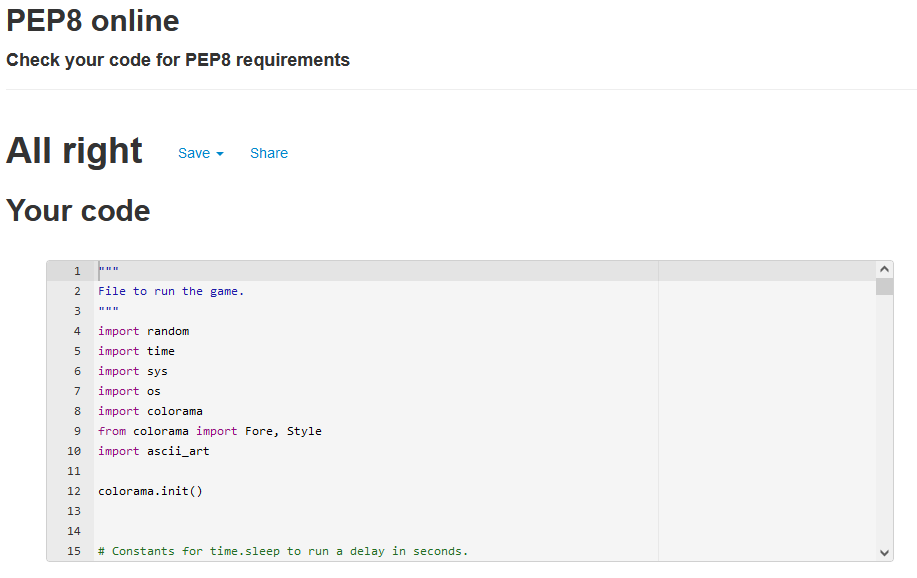 PEP8 online
Check your code for PEP8 requirements
All right Save Share
Your code
1 """
2 File to run the game.
3 """
4 import random
5 import time
6 import sys
7 import os
8 import colorama
9 from colorama import Fore, Style
10 import ascii_art
11
12 colorama.init()
13
14
15 # Constants for time.sleep to run a delay in seconds.